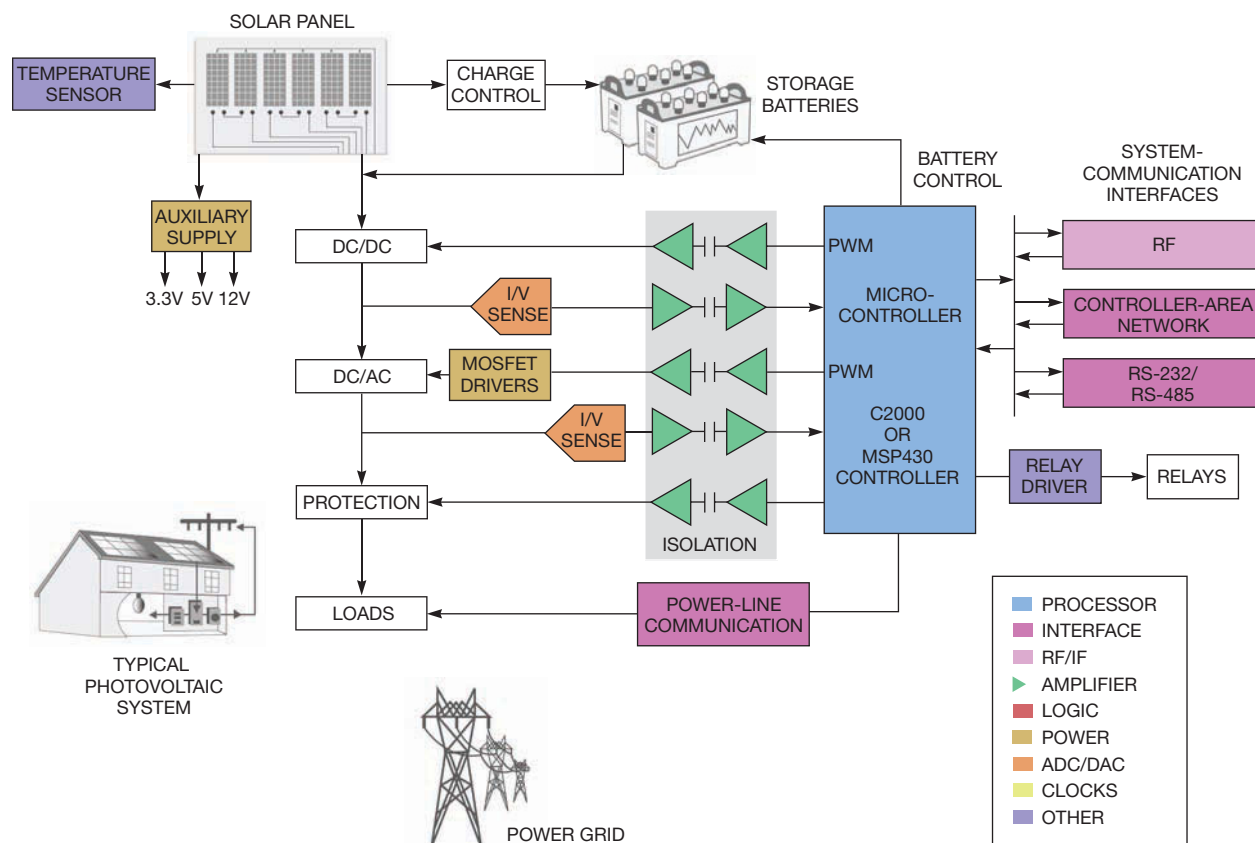 SOLAR PANEL
TEMPERATURE
SENSOR
CHARGE
CONTROL
STORAGE
BATTERIES
AUXILIARY
SUPPLY
3.3V 5V 12V
BATTERY
CONTROL
SYSTEM-
COMMUNICATION
INTERFACES
DC/DC
PWM
RF
I/V
SENSE
MICRO-
CONTROLLER
CONTROLLER-AREA
NETWORK
DC/AC
MOSFET
DRIVERS
PWM
RS-232/
RS-485
I/V
SENSE
C2000
OR
MSP430
CONTROLLER
RELAY
DRIVER
RELAYS
PROTECTION
ISOLATION
LOADS
POWER-LINE
COMMUNICATION
TYPICAL
PHOTOVOLTAIC
SYSTEM
POWER GRID
PROCESSOR
INTERFACE
RF/IF
AMPLIFIER
LOGIC
POWER
ADC/DAC
CLOCKS
OTHER